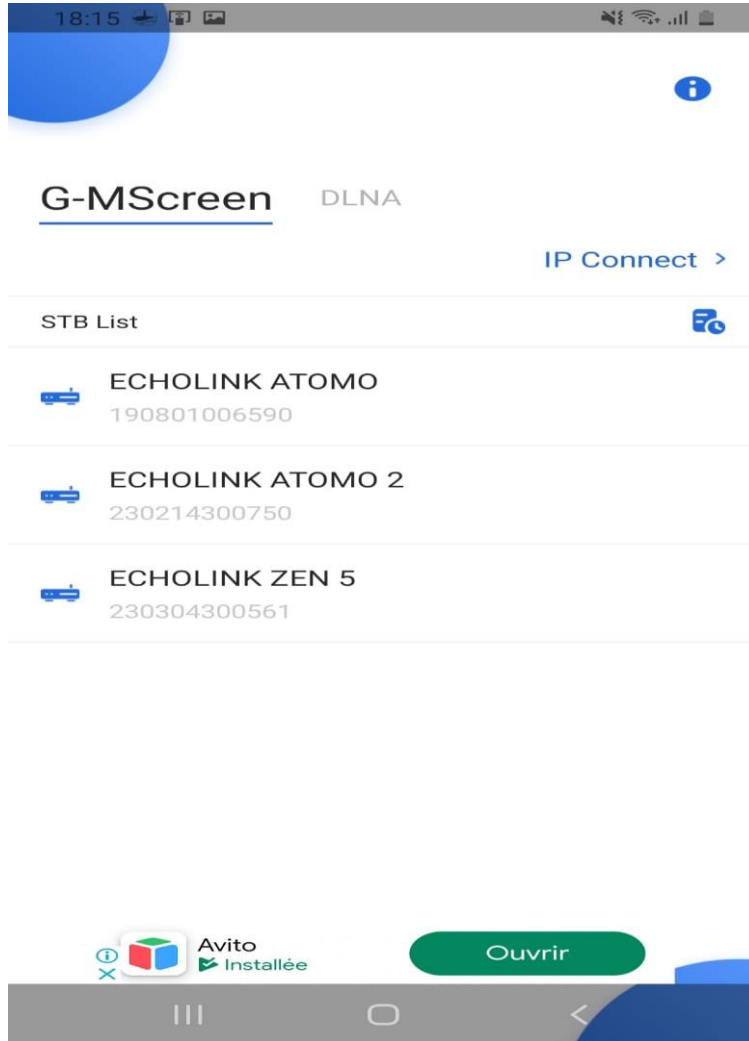 18:15
G-MScreen DLNA
IP Connect >
STB List
ECHOLINK ATOMO
190801006590
ECHOLINK ATOMO 2
230214300750
ECHOLINK ZEN 5
230304300561
Avito
Installée
Ouvrir